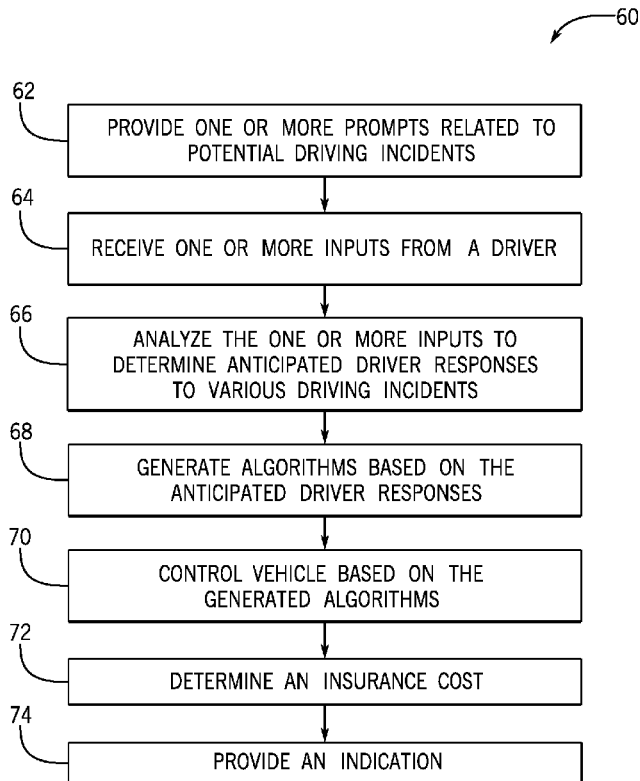 60
62
PROVIDE ONE OR MORE PROMPTS RELATED TO
POTENTIAL DRIVING INCIDENTS
64
RECEIVE ONE OR MORE INPUTS FROM A DRIVER
66
ANALYZE THE ONE OR MORE INPUTS TO
DETERMINE ANTICIPATED DRIVER RESPONSES
TO VARIOUS DRIVING INCIDENTS
68
GENERATE ALGORITHMS BASED ON THE
ANTICIPATED DRIVER RESPONSES
70
CONTROL VEHICLE BASED ON THE
GENERATED ALGORITHMS
72
DETERMINE AN INSURANCE COST
74
PROVIDE AN INDICATION